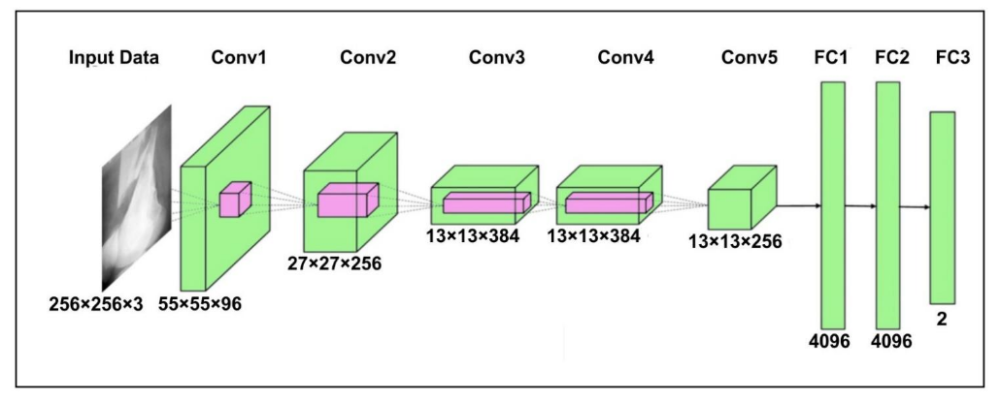 Input Data Conv1 Conv2 Conv3 Conv4 Conv5 FC1 FC2 FC3
256×256×3 55×55×96 27×27×256 13×13×384 13×13×384 13×13×256 4096 4096 2